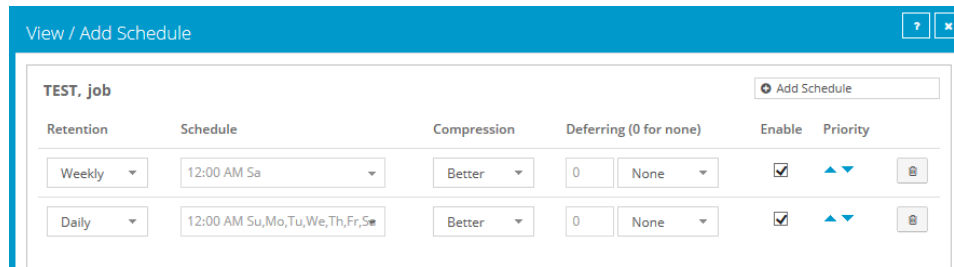 View / Add Schedule ? ×
TEST, job Add Schedule
Retention Schedule Compression Deferring (0 for none) Enable Priority
Weekly 12:00 AM Sa Better 0 None
Daily 12:00 AM Su,Mo,Tu,We,Th,Fr,Sa Better 0 None